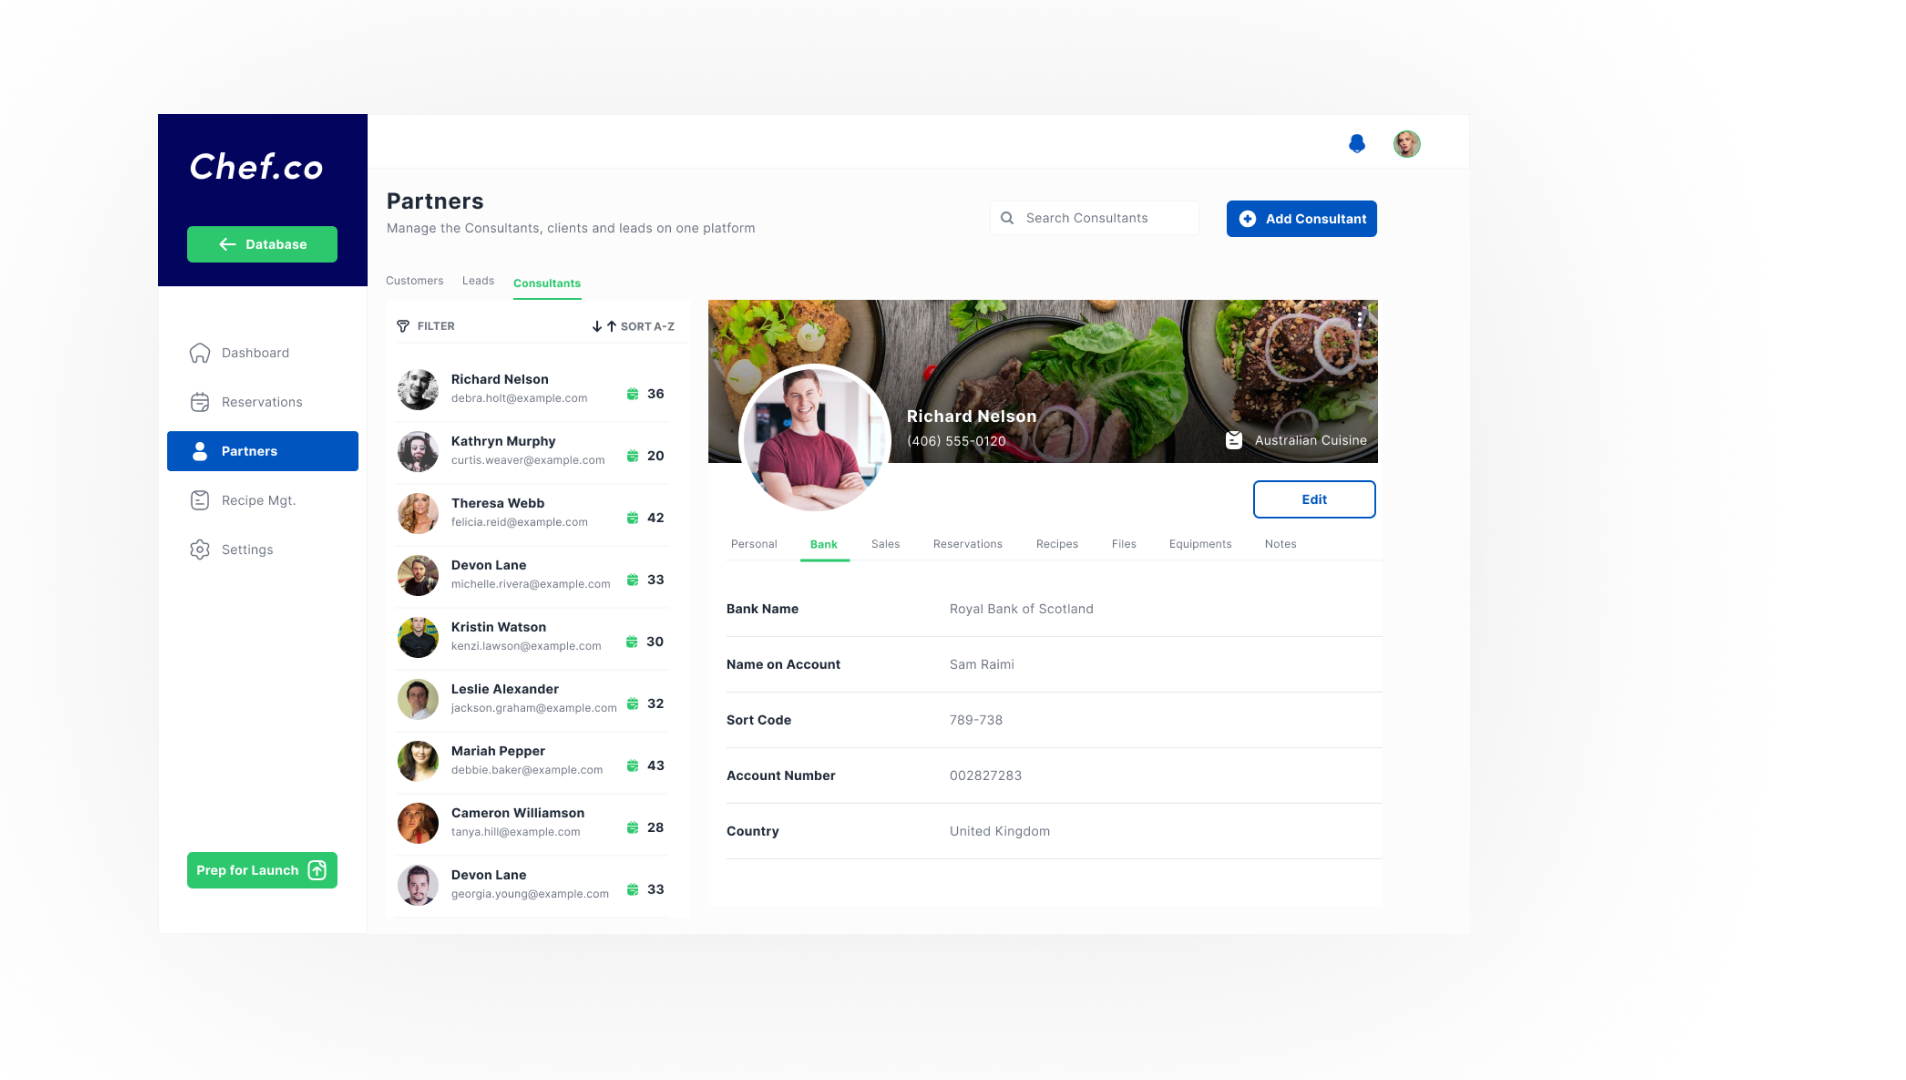 Chef.co
Database
Dashboard
Reservations
Partners
Recipe Mgt.
Settings
Prep for Launch
Partners
Manage the Consultants, clients and leads on one platform
Search Consultants
Add Consultant
Customers Leads Consultants
FILTER SORT A-Z
Richard Nelson
debra.holt@example.com
36
Kathryn Murphy
curtis.weaver@example.com
20
Theresa Webb
felicia.reid@example.com
42
Devon Lane
michelle.rivera@example.com
33
Kristin Watson
kenzi.lawson@example.com
30
Leslie Alexander
jackson.graham@example.com
32
Mariah Pepper
debbie.baker@example.com
43
Cameron Williamson
tanya.hill@example.com
28
Devon Lane
georgia.young@example.com
33
Richard Nelson
(406) 555-0120
Australian Cuisine
Edit
Personal Bank Sales Reservations Recipes Files Equipments Notes
Bank Name Royal Bank of Scotland
Name on Account Sam Raimi
Sort Code 789-738
Account Number 002827283
Country United Kingdom